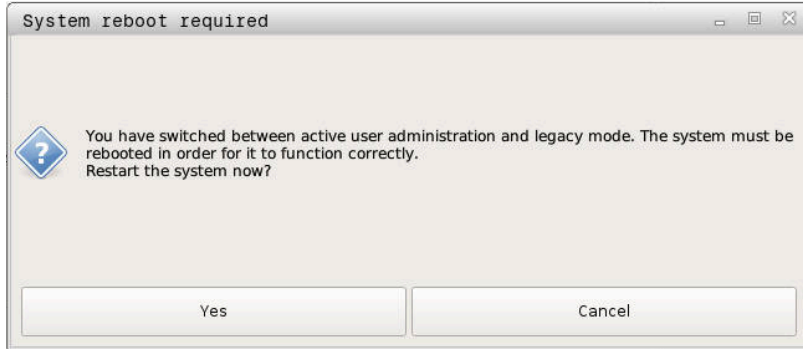 System reboot required
You have switched between active user administration and legacy mode. The system must be
rebooted in order for it to function correctly.
Restart the system now?
Yes
Cancel